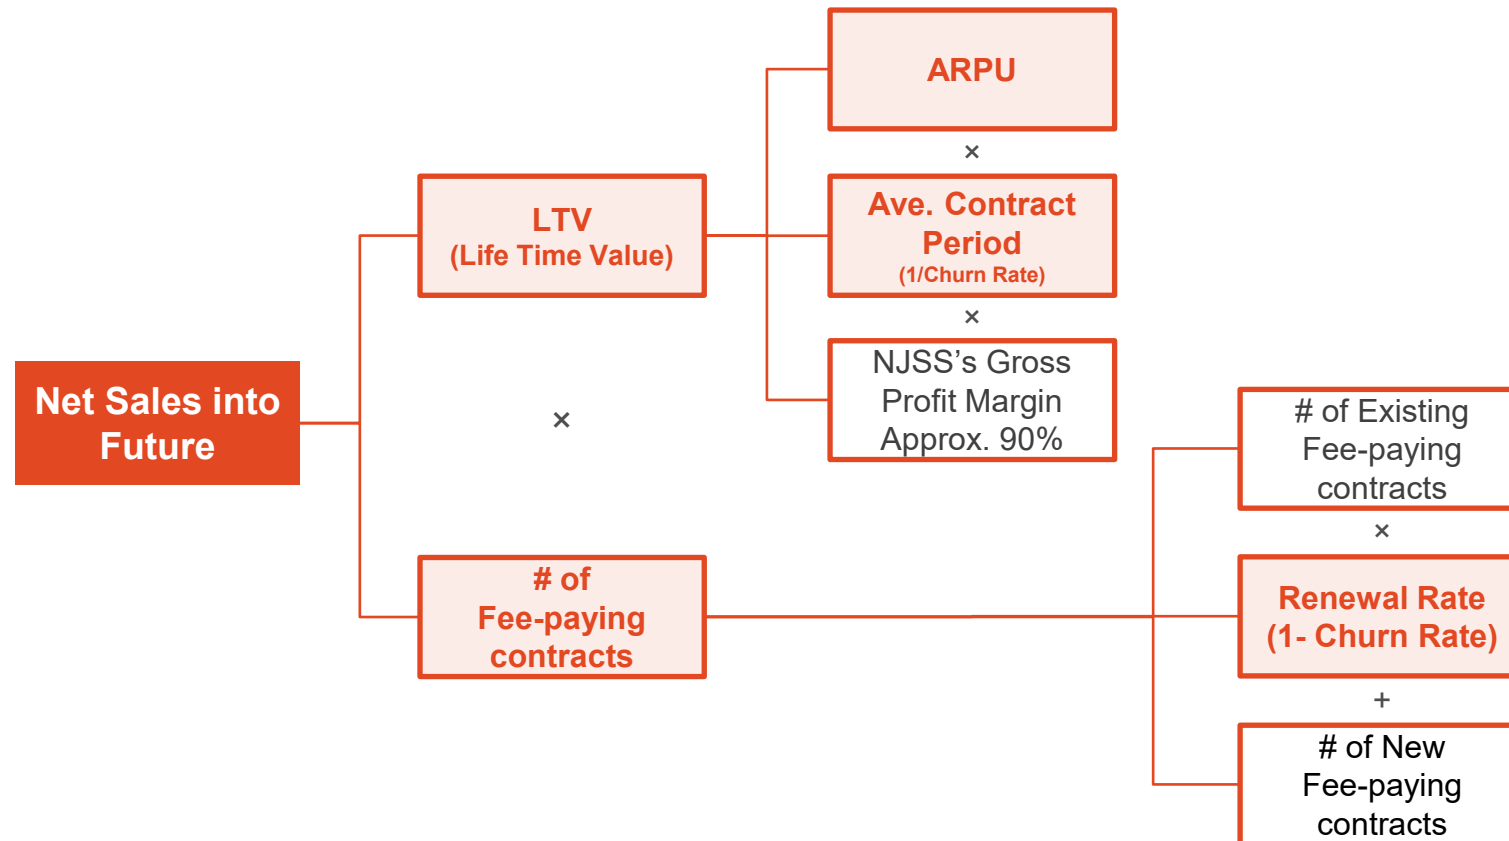 Net Sales into
Future
LTV
(Life Time Value)
×
# of
Fee-paying
contracts
ARPU
×
Ave. Contract
Period
(1/Churn Rate)
×
NJSS’s Gross
Profit Margin
Approx. 90%
# of Existing
Fee-paying
contracts
×
Renewal Rate
(1- Churn Rate)
+
# of New
Fee-paying
contracts